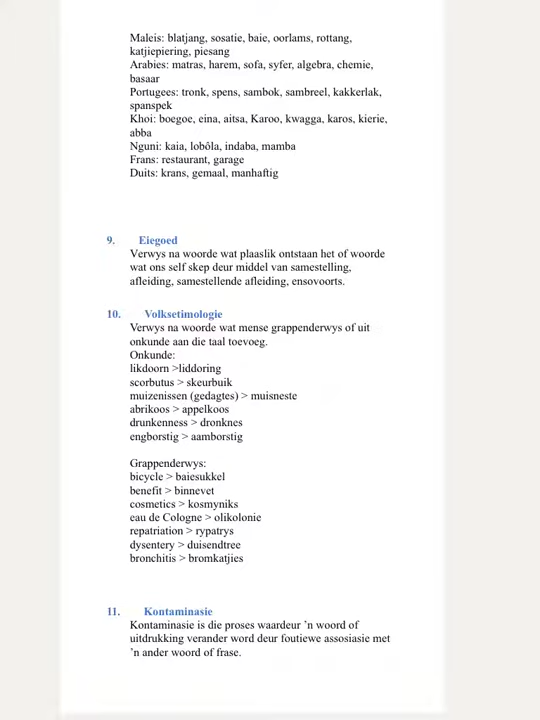 Maleis: blatjang, sosatie, baie, oorlams, rottang,
katjiepiering, piesang
Arabies: matras, harem, sofa, syfer, algebra, chemie,
basaar
Portugees: tronk, spens, sambok, sambreel, kakkerlak,
spanspek
Khoi: boegoe, eina, aitsa, Karoo, kwagga, karos, kierie,
abba
Nguni: kaia, lobôla, indaba, mamba
Frans: restaurant, garage
Duits: krans, gemaal, manhaftig
9. Eiegoed
Verwys na woorde wat plaaslik ontstaan het of woorde
wat ons self skep deur middel van samestelling,
afleiding, samestellende afleiding, ensovoorts.
10. Volksetimologie
Verwys na woorde wat mense grappenderwys of uit
onkunde aan die taal toevoeg.
Onkunde:
likdoorn >liddoring
scorbutus > skeurbuik
muizenissen (gedagtes) > muisneste
abrikoos > appelkoos
drunkenness > dronknes
engborstig > aamborstig
Grappenderwys:
bicycle > baiesukkel
benefit > binnevet
cosmetics > kosmyniks
eau de Cologne > olikolonie
repatriation > rypatrys
dysentery > duisendtree
bronchitis > bromkatjies
11. Kontaminasie
Kontaminasie is die proses waardeur ’n woord of
uitdrukking verander word deur foutiewe assosiasie met
’n ander woord of frase.